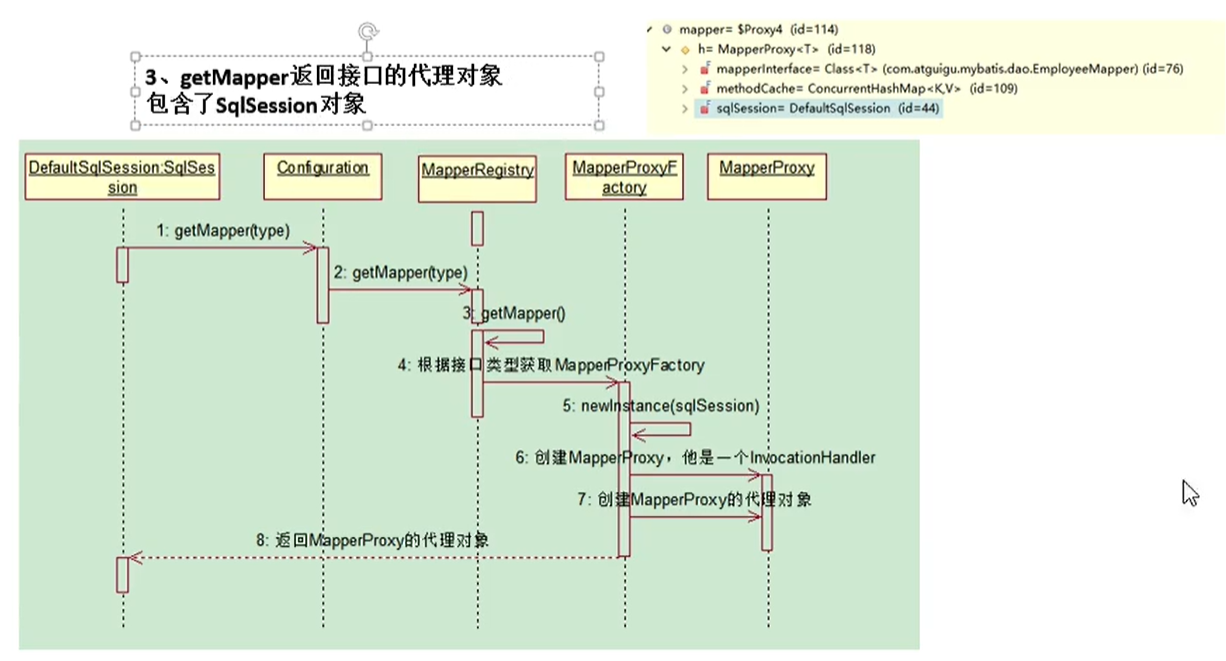 3、getMapper返回接口的代理对象
包含了SqlSession对象
mapper= $Proxy4 (id=114)
h= MapperProxy<T> (id=118)
mapperInterface= Class<T> (com.atguigu.mybatis.dao.EmployeeMapper) (id=76)
methodCache= ConcurrentHashMap<K,V> (id=109)
sqlSession= DefaultSqlSession (id=44)
DefaultSqlSession:SqlSes
sion
Configuration
MapperRegistry
MapperProxyF
actory
MapperProxy
1: getMapper(type)
2: getMapper(type)
3: getMapper()
4: 根据接口类型获取MapperProxyFactory
5: newInstance(sqlSession)
6: 创建MapperProxy，他是一个InvocationHandler
7: 创建MapperProxy的代理对象
8: 返回MapperProxy的代理对象